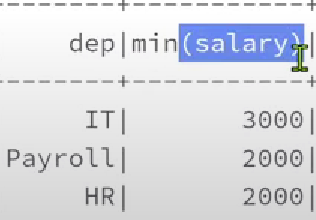 dep|min(salary)|
IT| 3000|
Payroll| 2000|
HR| 2000|